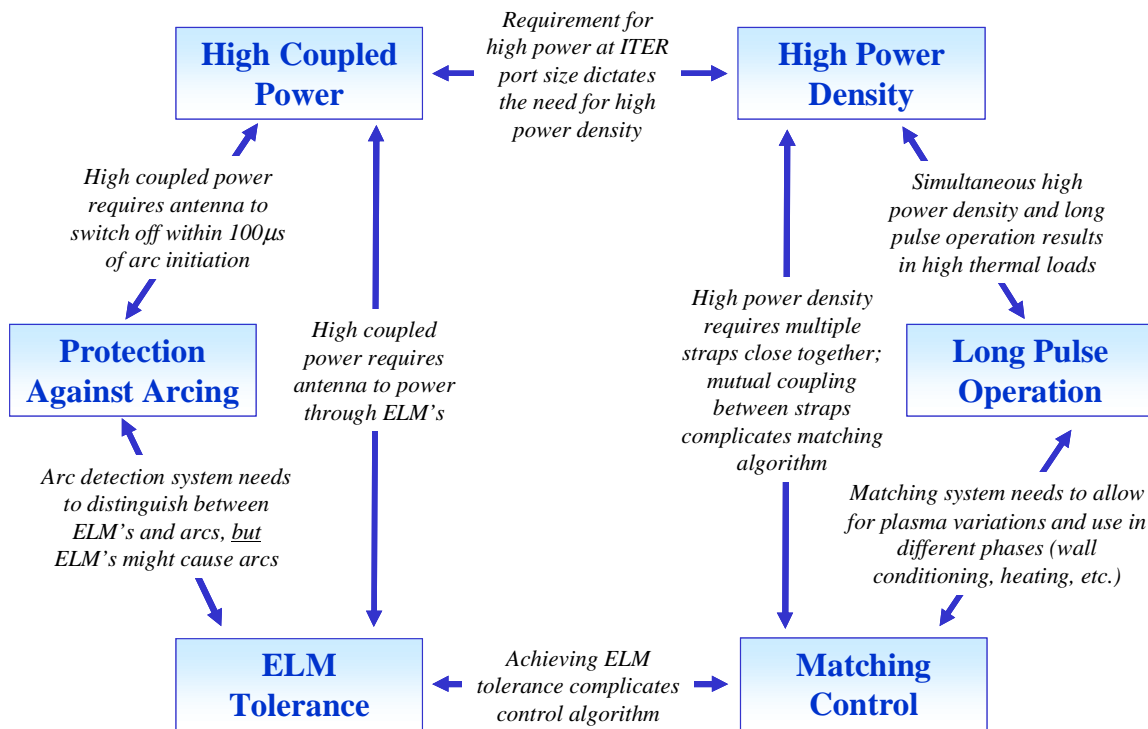 High Coupled
Power
Requirement for
high power at ITER
port size dictates
the need for high
power density
High Power
Density
High coupled power
requires antenna to
switch off within 100μs
of arc initiation
Simultaneous high
power density and long
pulse operation results
in high thermal loads
Protection
Against Arcing
High coupled
power requires
antenna to power
through ELM's
High power density
requires multiple
straps close together;
mutual coupling
between straps
complicates matching
algorithm
Long Pulse
Operation
Arc detection system needs
to distinguish between
ELM's and arcs, but
ELM's might cause arcs
Matching system needs to allow
for plasma variations and use in
different phases (wall
conditioning, heating, etc.)
ELM
Tolerance
Achieving ELM
tolerance complicates
control algorithm
Matching
Control